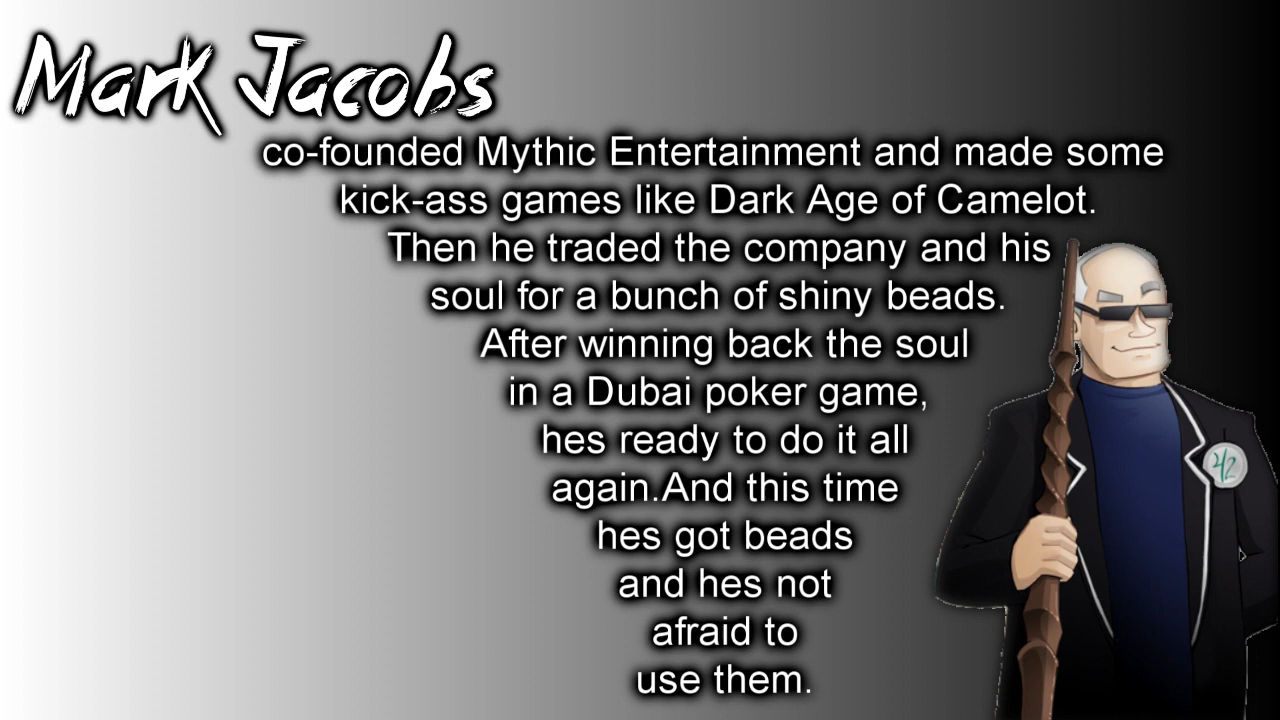 Mark Jacobs
co-founded Mythic Entertainment and made some
kick-ass games like Dark Age of Camelot.
Then he traded the company and his
soul for a bunch of shiny beads.
After winning back the soul
in a Dubai poker game,
hes ready to do it all
again.And this time
hes got beads
and hes not
afraid to
use them.
42